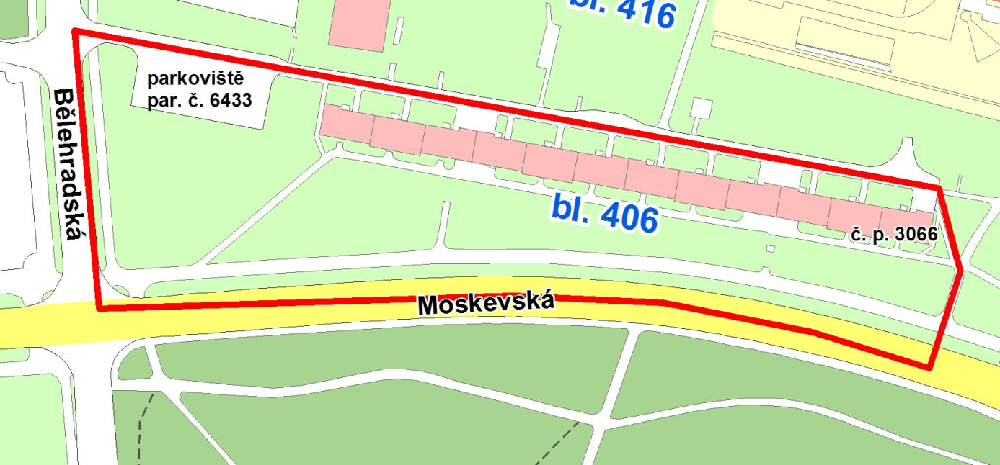 bl. 416
parkoviště
par. č. 6433
Bělehradská
bl. 406
č. p. 3066
Moskevská